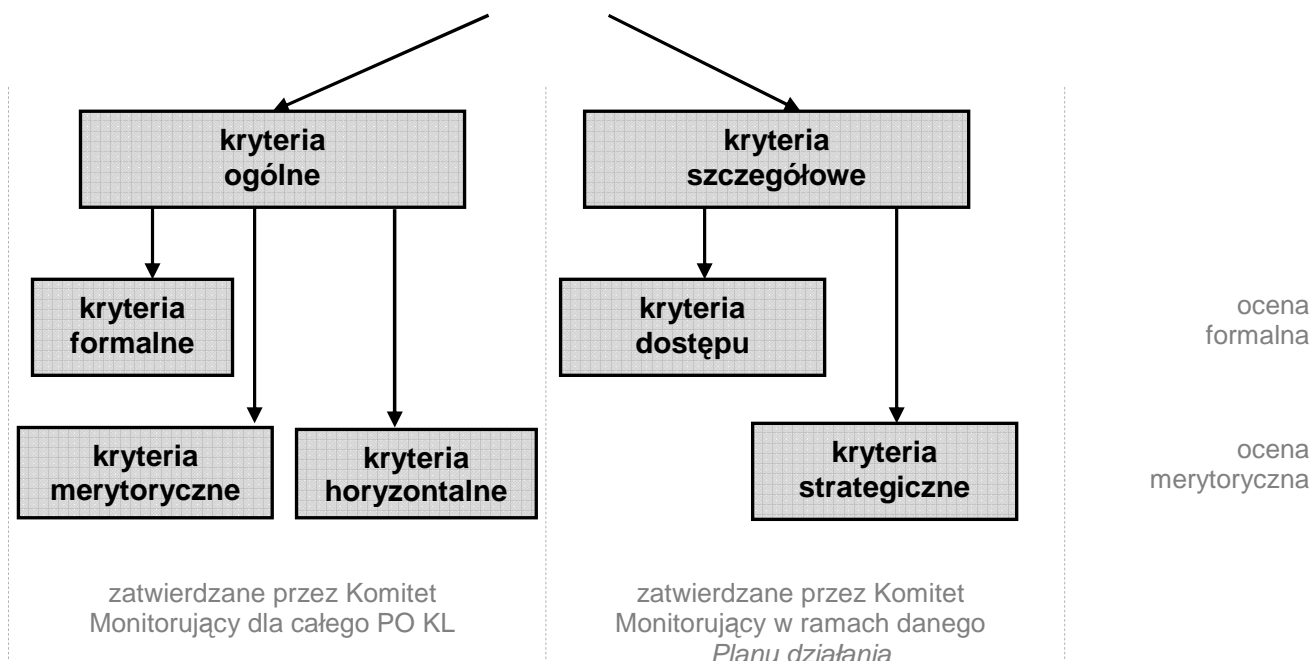 kryteria
ogólne
kryteria
szczegółowe
kryteria
formalne
kryteria
dostępu
ocena
formalna
kryteria
merytoryczne
kryteria
horyzontalne
kryteria
strategiczne
ocena
merytoryczna
zatwierdzane przez Komitet
Monitorujący dla całego PO KL
zatwierdzane przez Komitet
Monitorujący w ramach danego
Planu działania